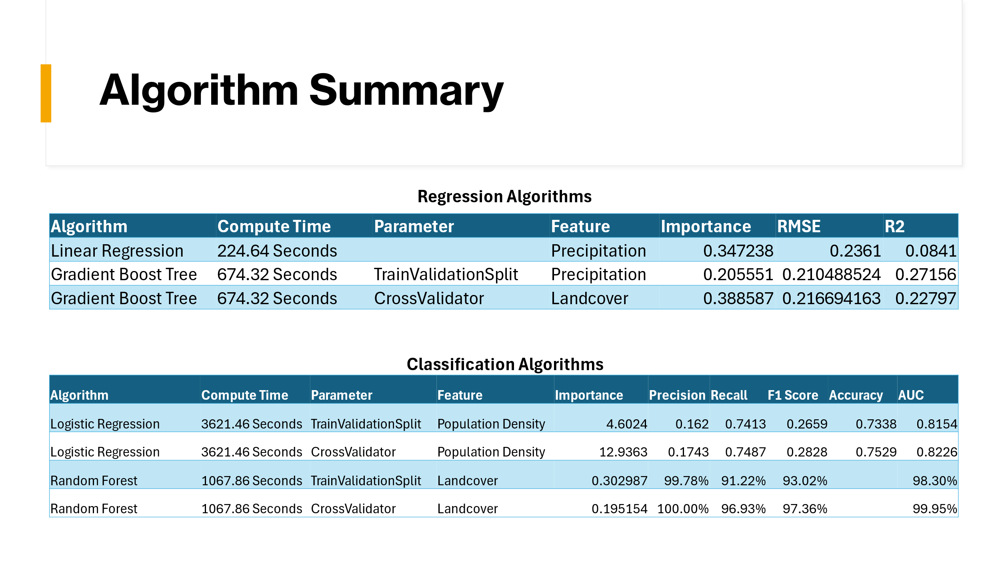 Algorithm Summary
Regression Algorithms
Algorithm Compute Time Parameter Feature Importance RMSE R2
Linear Regression 224.64 Seconds Precipitation 0.347238 0.2361 0.0841
Gradient Boost Tree 674.32 Seconds TrainValidationSplit Precipitation 0.205551 0.210488524 0.27156
Gradient Boost Tree 674.32 Seconds CrossValidator Landcover 0.388587 0.216694163 0.22797
Classification Algorithms
Algorithm Compute Time Parameter Feature Importance Precision Recall F1 Score Accuracy AUC
Logistic Regression 3621.46 Seconds TrainValidationSplit Population Density 4.6024 0.162 0.7413 0.2659 0.7338 0.8154
Logistic Regression 3621.46 Seconds CrossValidator Population Density 12.9363 0.1743 0.7487 0.2828 0.7529 0.8226
Random Forest 1067.86 Seconds TrainValidationSplit Landcover 0.302987 99.78% 91.22% 93.02% 98.30%
Random Forest 1067.86 Seconds CrossValidator Landcover 0.195154 100.00% 96.93% 97.36% 99.95%